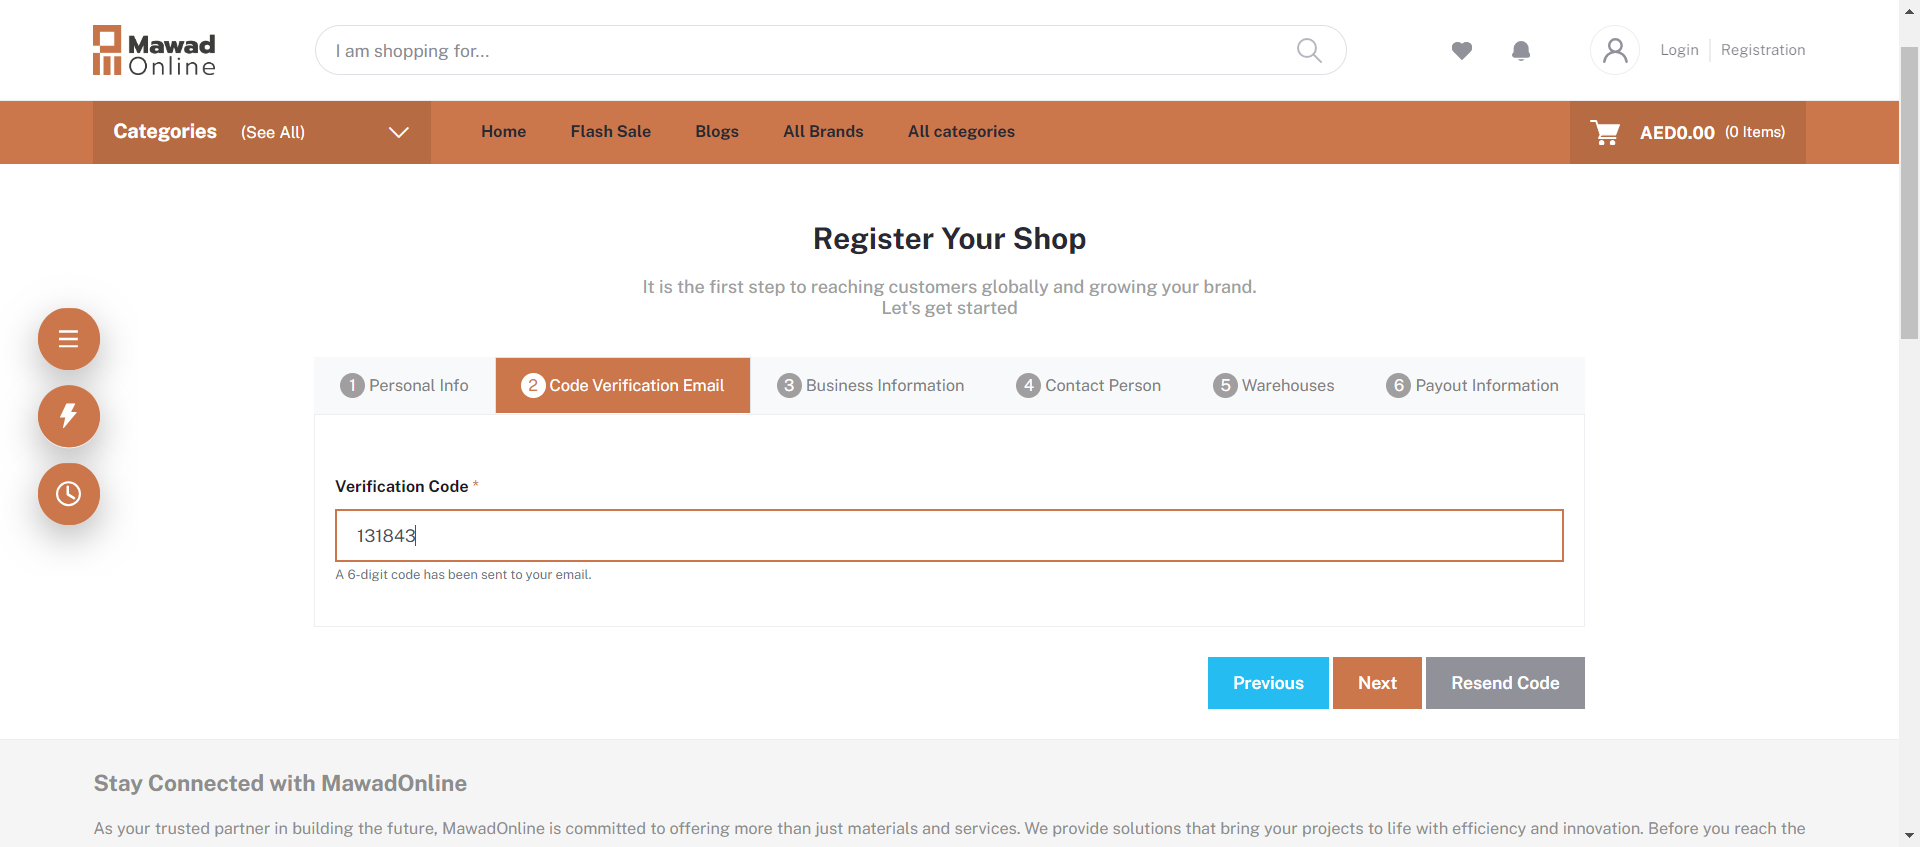 Mawad
Online
I am shopping for...
Login
Registration
Categories (See All)
Home
Flash Sale
Blogs
All Brands
All categories
AED0.00 (0 Items)
Register Your Shop
It is the first step to reaching customers globally and growing your brand.
Let's get started
1 Personal Info
2 Code Verification Email
3 Business Information
4 Contact Person
5 Warehouses
6 Payout Information
Verification Code *
131843
A 6-digit code has been sent to your email.
Previous
Next
Resend Code
Stay Connected with MawadOnline
As your trusted partner in building the future, MawadOnline is committed to offering more than just materials and services. We provide solutions that bring your projects to life with efficiency and innovation. Before you reach the